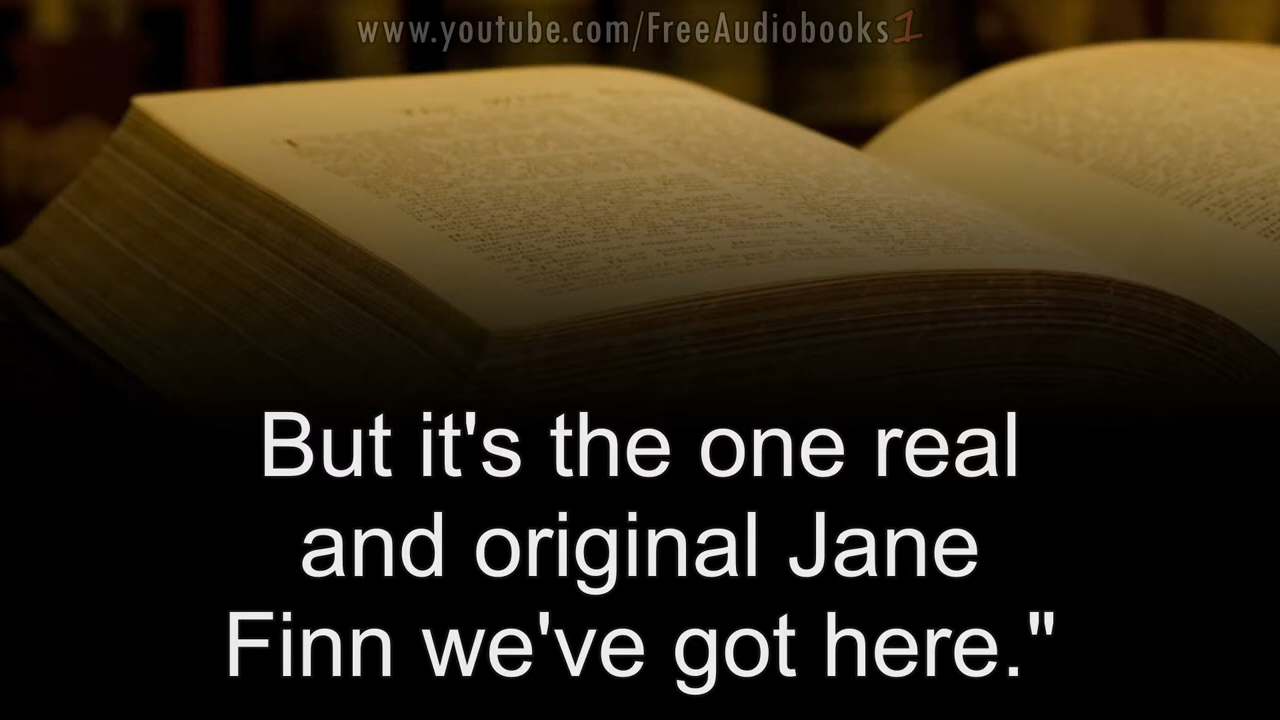 www.youtube.com/FreeAudiobooks1
But it's the one real
and original Jane
Finn we've got here."